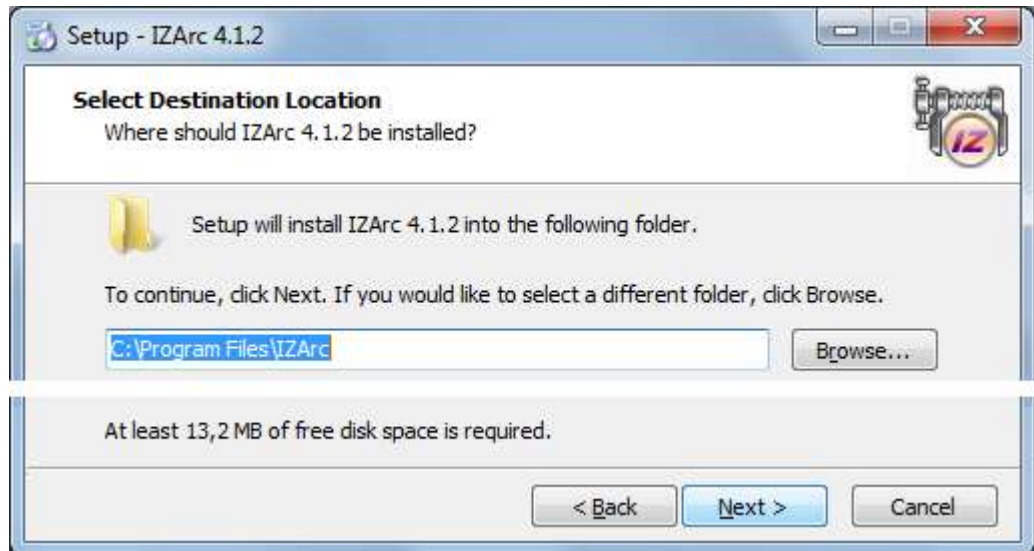 Setup - IZArc 4.1.2
Select Destination Location
Where should IZArc 4.1.2 be installed?
IZ
Setup will install IZArc 4.1.2 into the following folder.
To continue, click Next. If you would like to select a different folder, click Browse.
C:\Program Files\IZArc
Browse...
At least 13,2 MB of free disk space is required.
< Back
Next >
Cancel